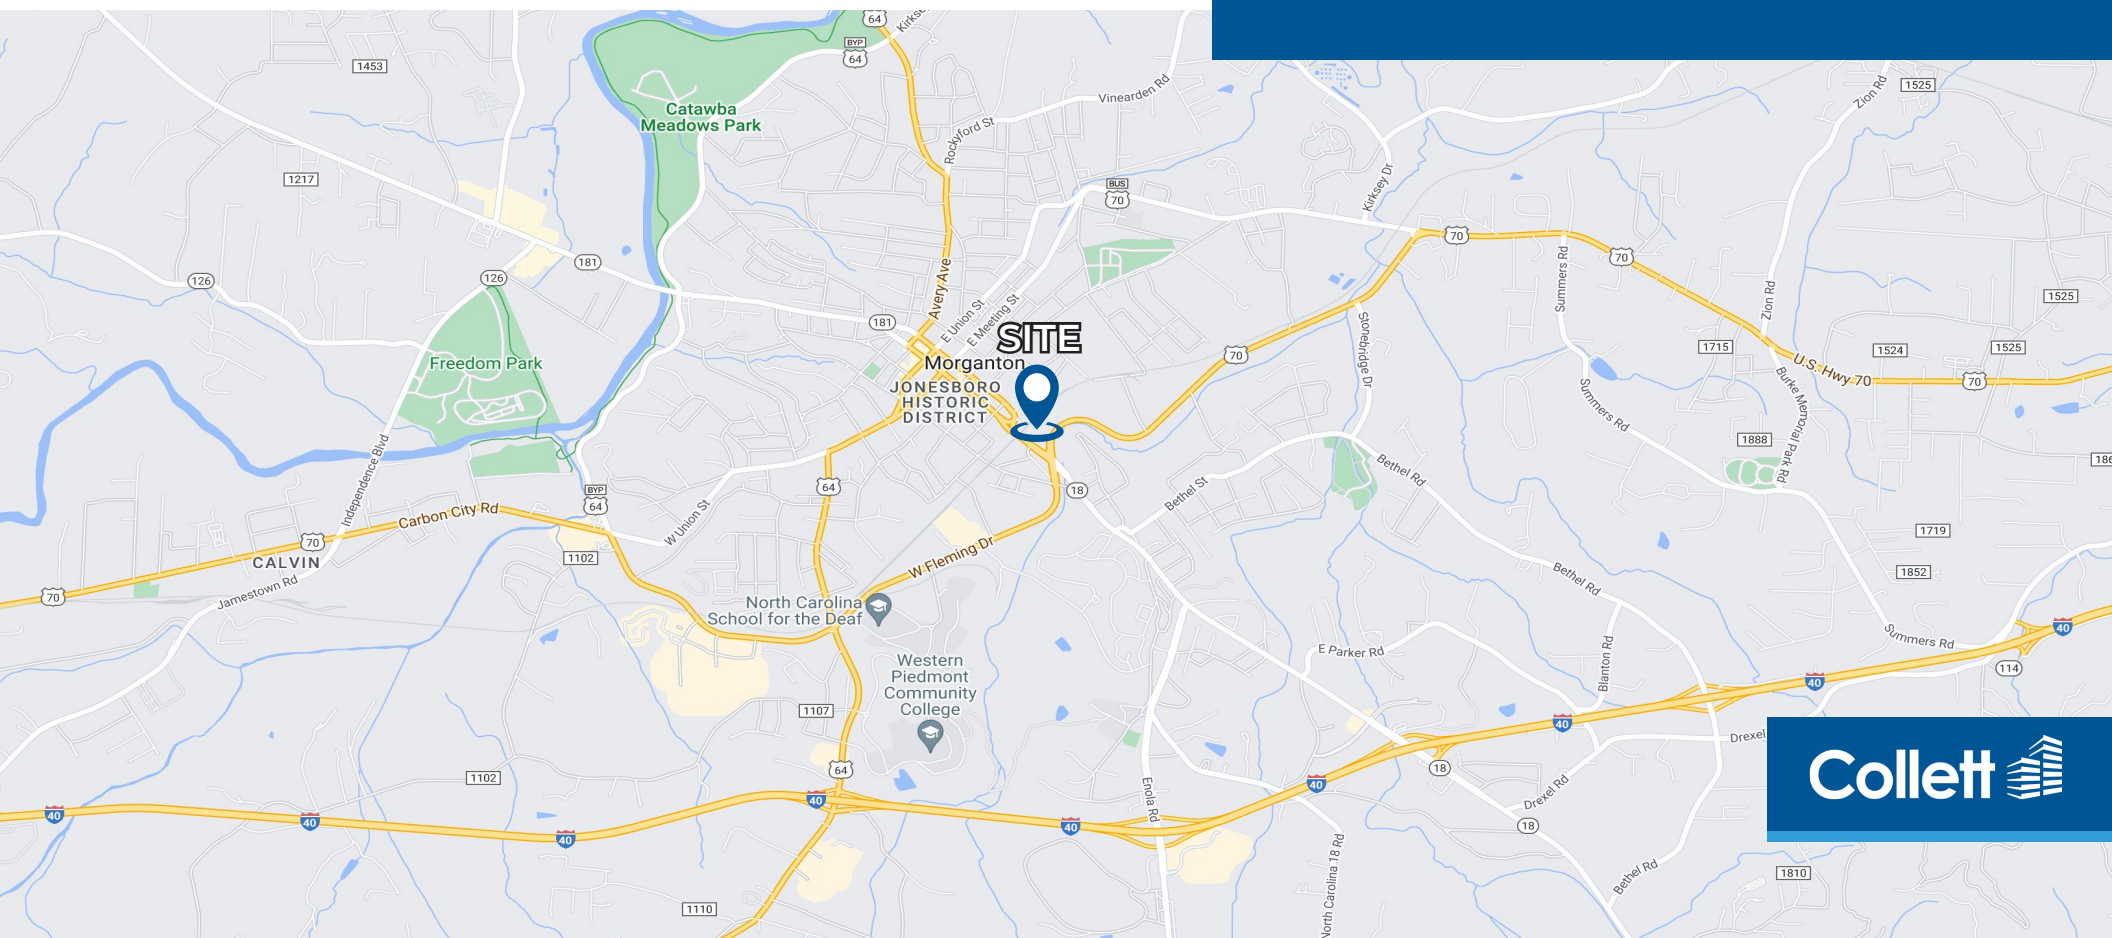 64
Kirkse
BYP
64
1453
Catawba
Meadows Park
Vinearden Rd
Rockyford St
1525
Zion Rd
1217
Kirksey Dr
BUS
70
70
181
126
126
Avery Ave
E Union St
E Meeting St
181
SITE
Morganton
JONESBORO
HISTORIC
DISTRICT
Freedom Park
70
Summers Rd
Zion Rd
1525
Stonebridge Dr
70
1715
U.S. Hwy 70
1524
1525
70
Summers Rd
Burke Memorial Park Rd
1888
186
Independence Blvd
BYP
64
64
18
Bethel St
Bethel Rd
W Union St
Carbon City Rd
70
1102
W Fleming Dr
1719
CALVIN
Jamestown Rd
70
1852
Bethel Rd
North Carolina
School for the Deaf
Summers Rd
40
114
E Parker Rd
Blanton Rd
Western
Piedmont
Community
College
40
1107
40
Drexel
Collett
64
18
40
1102
Enola Rd
Drexel Rd
40
40
40
40
40
18
North Carolina 18 Rd
Bethel Rd
1810
1110